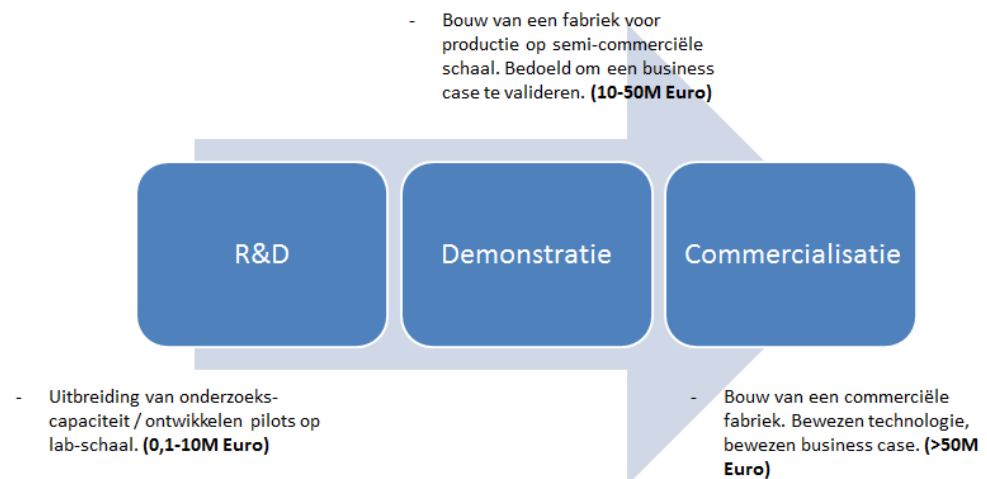 - Bouw van een fabriek voor
productie op semi-commerciële
schaal. Bedoeld om een business
case te valideren. (10-50M Euro)
R&D
Demonstratie
Commercialisatie
- Uitbreiding van onderzoeks-
capaciteit / ontwikkelen pilots op
lab-schaal. (0,1-10M Euro)
- Bouw van een commerciële
fabriek. Bewezen technologie,
bewezen business case. (>50M
Euro)